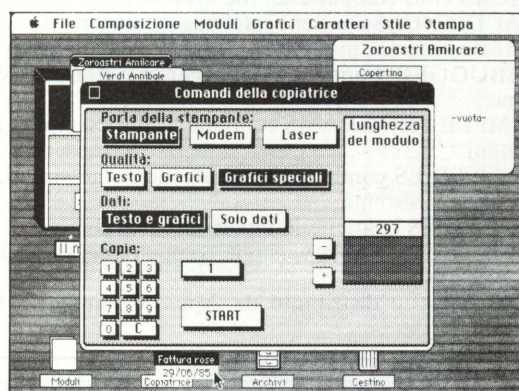 File Composizione Moduli Grafici Caratteri Stile Stampa
Zoroastri Amilcare
Zoroastri Amilcare
Verdi Annibale
Copertina
Comandi della copiatrice
-vuota-
Porta della stampante:
Stampante Modem Laser
Lunghezza
del modulo
Qualità:
Testo Grafici Grafici speciali
Dati:
Testo e grafici Solo dati
297
Copie:
-
1 2 3
1
+
4 5 6
7 8 9
START
0 C
Fattura rose
29/06/85
Moduli Copiatrice Archivi Cestino